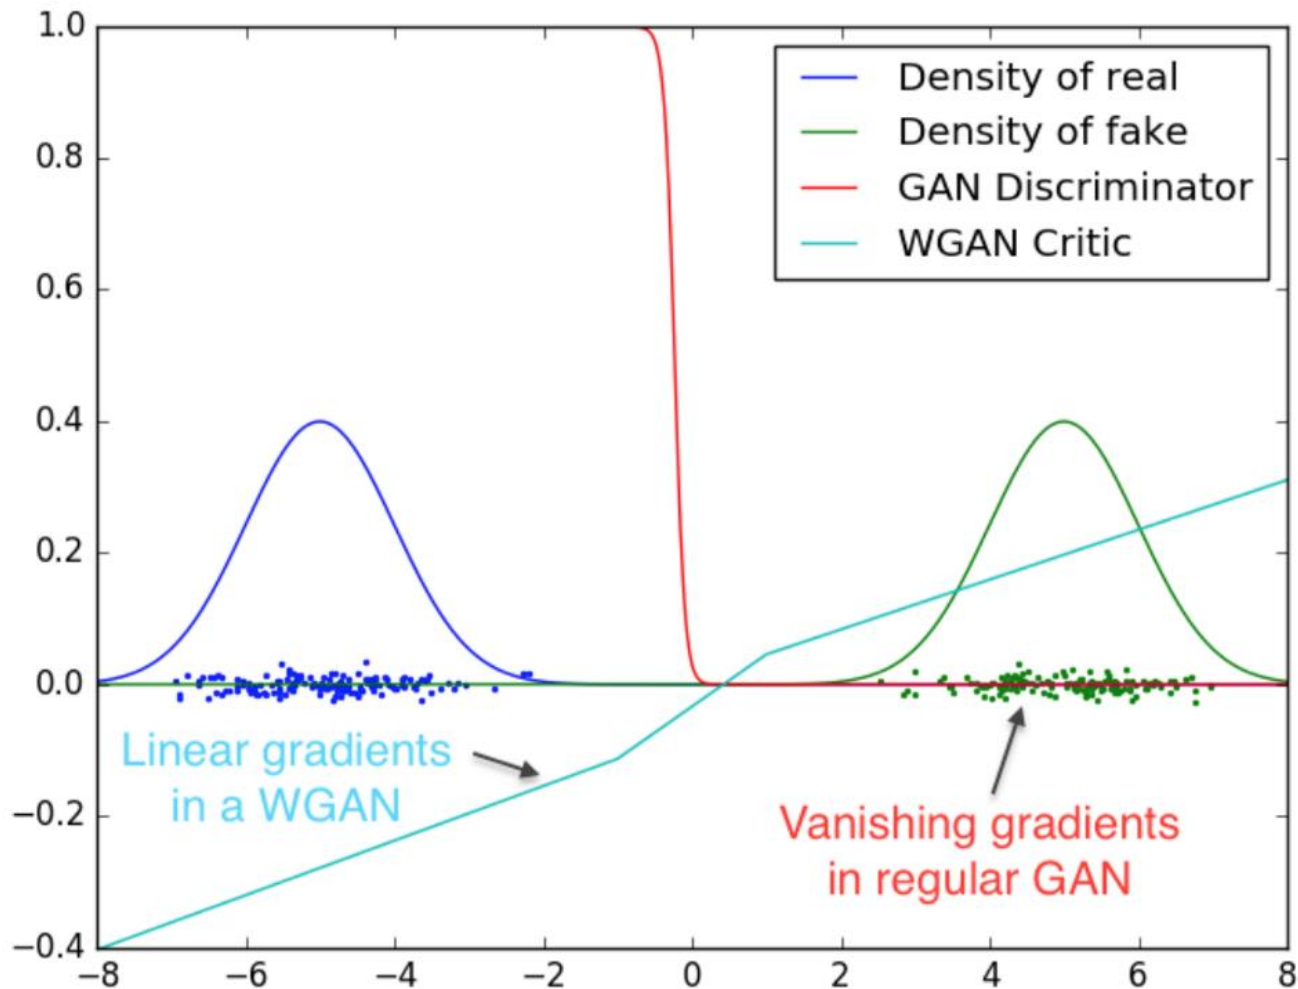 1.0
0.8
0.6
0.4
0.2
0.0
−0.2
−0.4
Density of real
Density of fake
GAN Discriminator
WGAN Critic
Linear gradients
in a WGAN
Vanishing gradients
in regular GAN
−8 −6 −4 −2 0 2 4 6 8